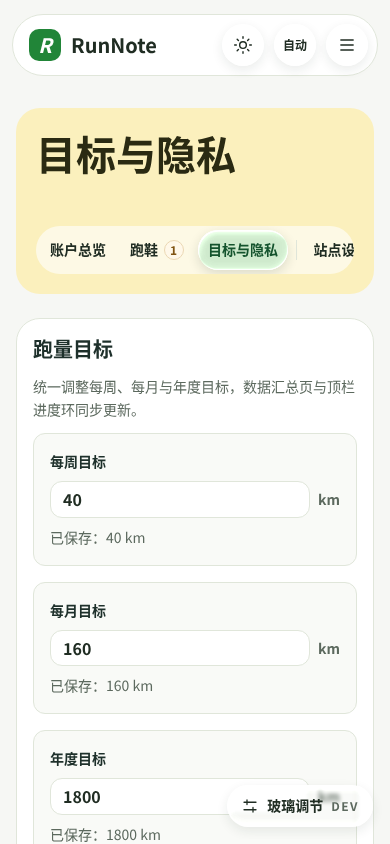 R RunNote 自动
目标与隐私
账户总览 跑鞋 1 目标与隐私 站点设
跑量目标
统一调整每周、每月与年度目标，数据汇总页与顶栏
进度环同步更新。
每周目标
40 km
已保存：40 km
每月目标
160 km
已保存：160 km
年度目标
1800
玻璃调节 DEV
已保存：1800 km